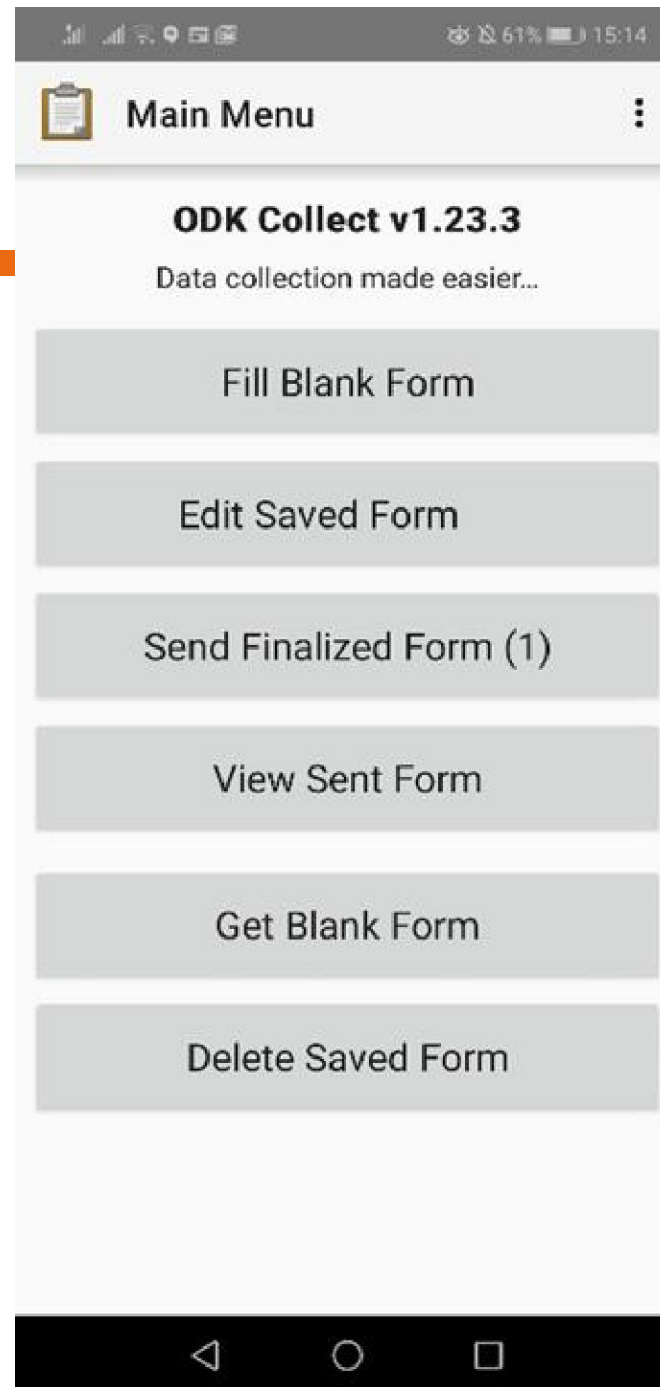 61% 15:14
Main Menu
ODK Collect v1.23.3
Data collection made easier...
Fill Blank Form
Edit Saved Form
Send Finalized Form (1)
View Sent Form
Get Blank Form
Delete Saved Form